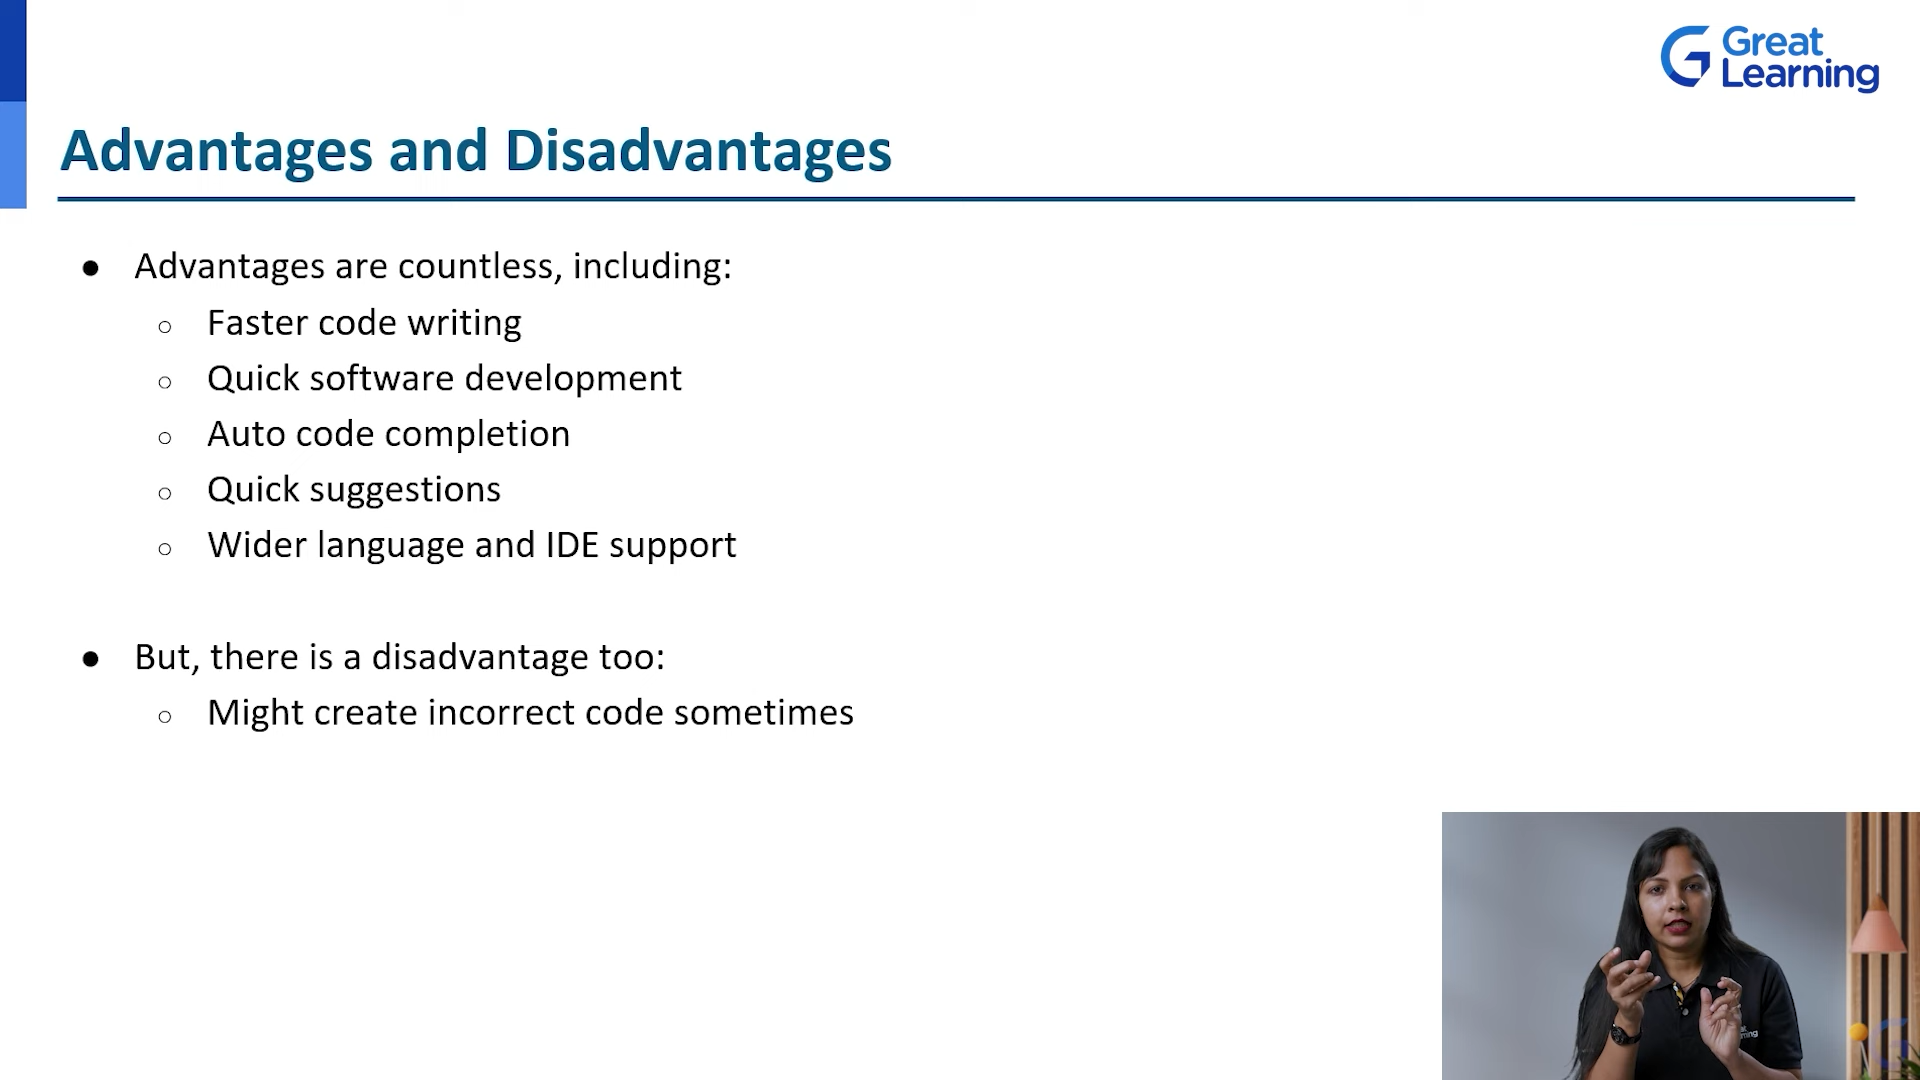 Great
Learning
Advantages and Disadvantages
● Advantages are countless, including:
○ Faster code writing
○ Quick software development
○ Auto code completion
○ Quick suggestions
○ Wider language and IDE support
● But, there is a disadvantage too:
○ Might create incorrect code sometimes